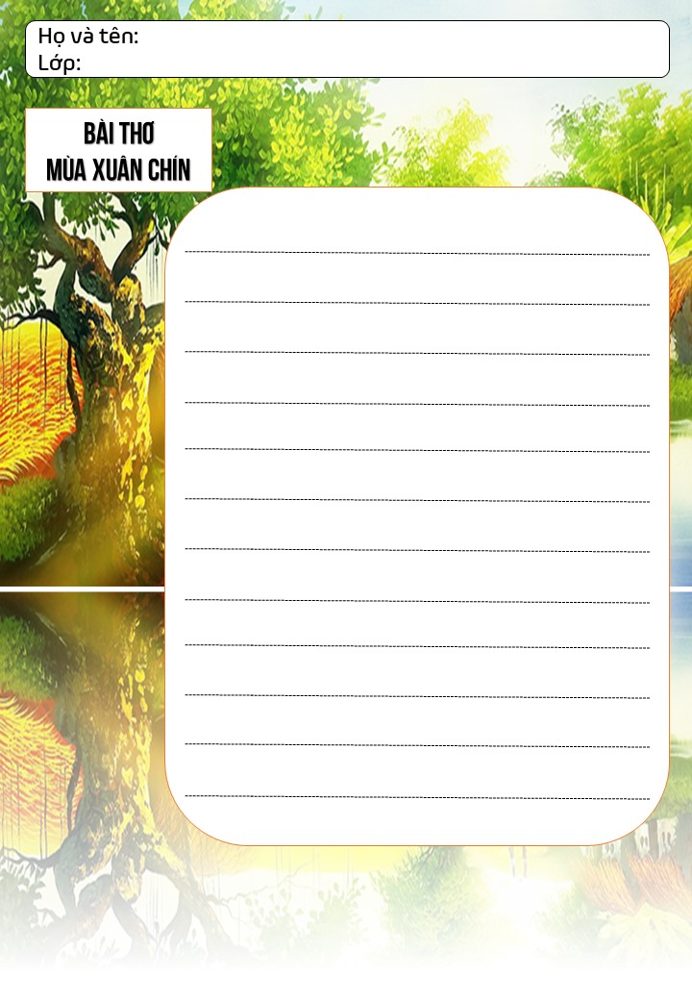 Họ và tên:
Lớp:
BÀI THƠ
MÙA XUÂN CHÍN